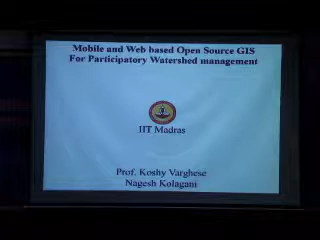 Mobile and Web based Open Source GIS
For Participatory Watershed management
IIT Madras
Prof. Koshy Varghese
Nagesh Kolagani